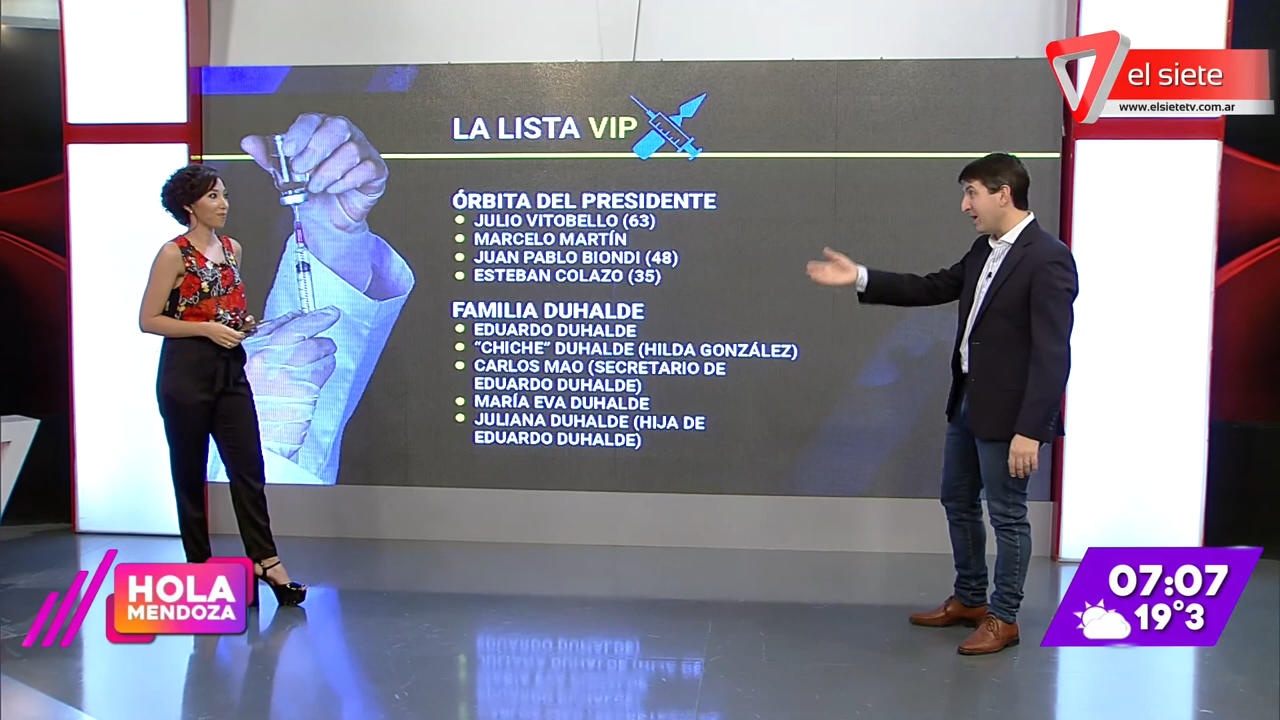 el siete
www.elsietetv.com.ar
LA LISTA VIP
ÓRBITA DEL PRESIDENTE
JULIO VITOBELLO (63)
MARCELO MARTÍN
JUAN PABLO BIONDI (48)
ESTEBAN COLAZO (35)
FAMILIA DUHALDE
EDUARDO DUHALDE
“CHICHE” DUHALDE (HILDA GONZÁLEZ)
CARLOS MAO (SECRETARIO DE
EDUARDO DUHALDE)
MARÍA EVA DUHALDE
JULIANA DUHALDE (HIJA DE
EDUARDO DUHALDE)
HOLA
MENDOZA
07:07
19°3